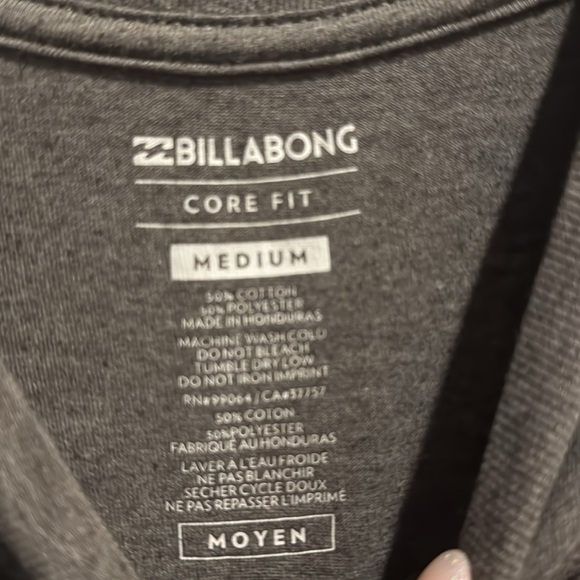 BILLABONG
CORE FIT
MEDIUM
50% COTTON
50% POLYESTER
MADE IN HONDURAS
MACHINE WASH COLD
DO NOT BLEACH
TUMBLE DRY LOW
DO NOT IRON IMPRINT
RN#99064 / CA#37757
50% COTON
50%POLYESTER
FABRIQUÉ AU HONDURAS
LAVER À L'EAU FROIDE
NE PAS BLANCHIR
SECHER CYCLE DOUX
NE PAS REPASSER L'IMPRIMÉ
MOYEN